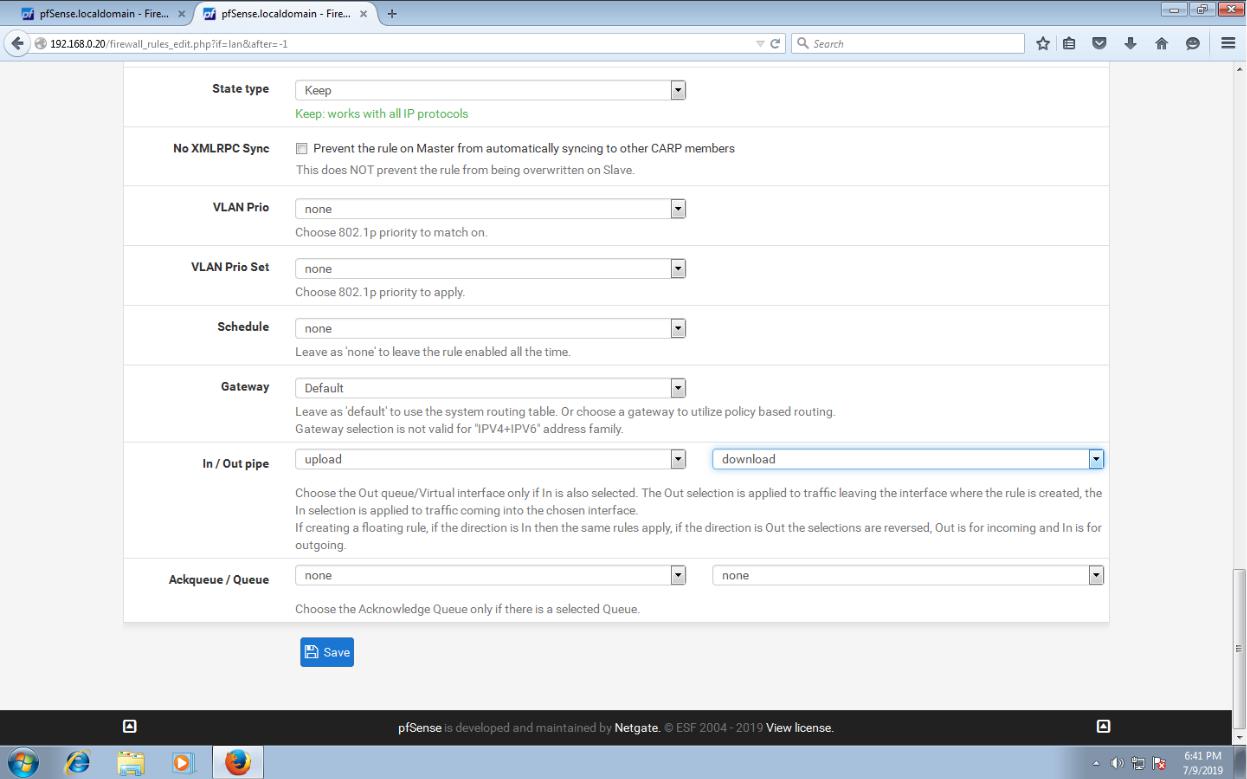 pfSense.localdomain - Fire... ×
pfSense.localdomain - Fire... ×
192.168.0.20/firewall_rules_edit.php?if=lan&after=-1
Search
State type
Keep
Keep: works with all IP protocols
No XMLRPC Sync
Prevent the rule on Master from automatically syncing to other CARP members
This does NOT prevent the rule from being overwritten on Slave.
VLAN Prio
none
Choose 802.1p priority to match on.
VLAN Prio Set
none
Choose 802.1p priority to apply.
Schedule
none
Leave as 'none' to leave the rule enabled all the time.
Gateway
Default
Leave as 'default' to use the system routing table. Or choose a gateway to utilize policy based routing.
Gateway selection is not valid for "IPV4+IPV6" address family.
In / Out pipe
upload
download
Choose the Out queue/Virtual interface only if In is also selected. The Out selection is applied to traffic leaving the interface where the rule is created, the
In selection is applied to traffic coming into the chosen interface.
If creating a floating rule, if the direction is In then the same rules apply, if the direction is Out the selections are reversed, Out is for incoming and In is for
outgoing.
Ackqueue / Queue
none
none
Choose the Acknowledge Queue only if there is a selected Queue.
Save
pfSense is developed and maintained by Netgate. © ESF 2004 - 2019 View license.
6:41 PM
7/9/2019